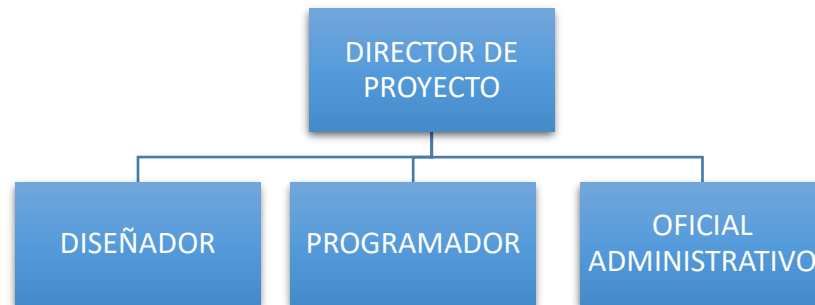 DIRECTOR DE
PROYECTO
DISEÑADOR
PROGRAMADOR
OFICIAL
ADMINISTRATIVO